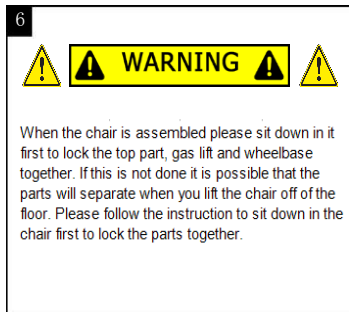 6
WARNING
When the chair is assembled please sit down in it
first to lock the top part, gas lift and wheelbase
together. If this is not done it is possible that the
parts will separate when you lift the chair off of the
floor. Please follow the instruction to sit down in the
chair first to lock the parts together.